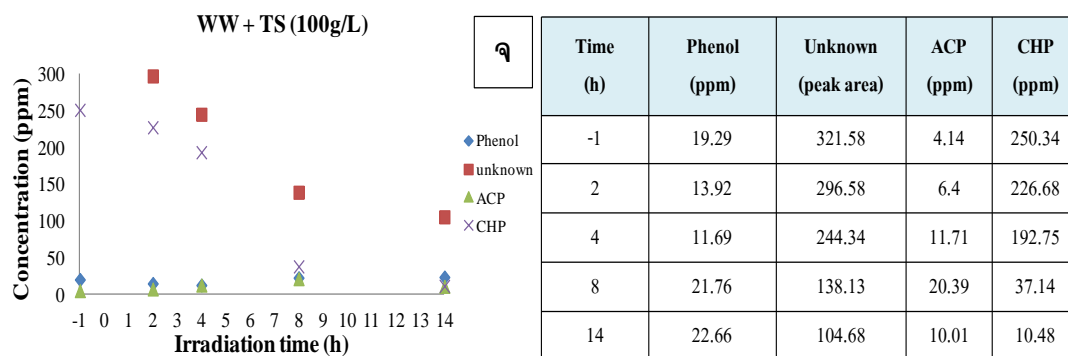 WW + TS (100g/L)
Concentration (ppm)
300
250
200
150
100
50
0
-1 0 1 2 3 4 5 6 7 8 9 10 11 12 13 14
Irradiation time (h)
Phenol
unknown
ACP
CHP
จ
Time (h) Phenol (ppm) Unknown (peak area) ACP (ppm) CHP (ppm)
-1 19.29 321.58 4.14 250.34
2 13.92 296.58 6.4 226.68
4 11.69 244.34 11.71 192.75
8 21.76 138.13 20.39 37.14
14 22.66 104.68 10.01 10.48